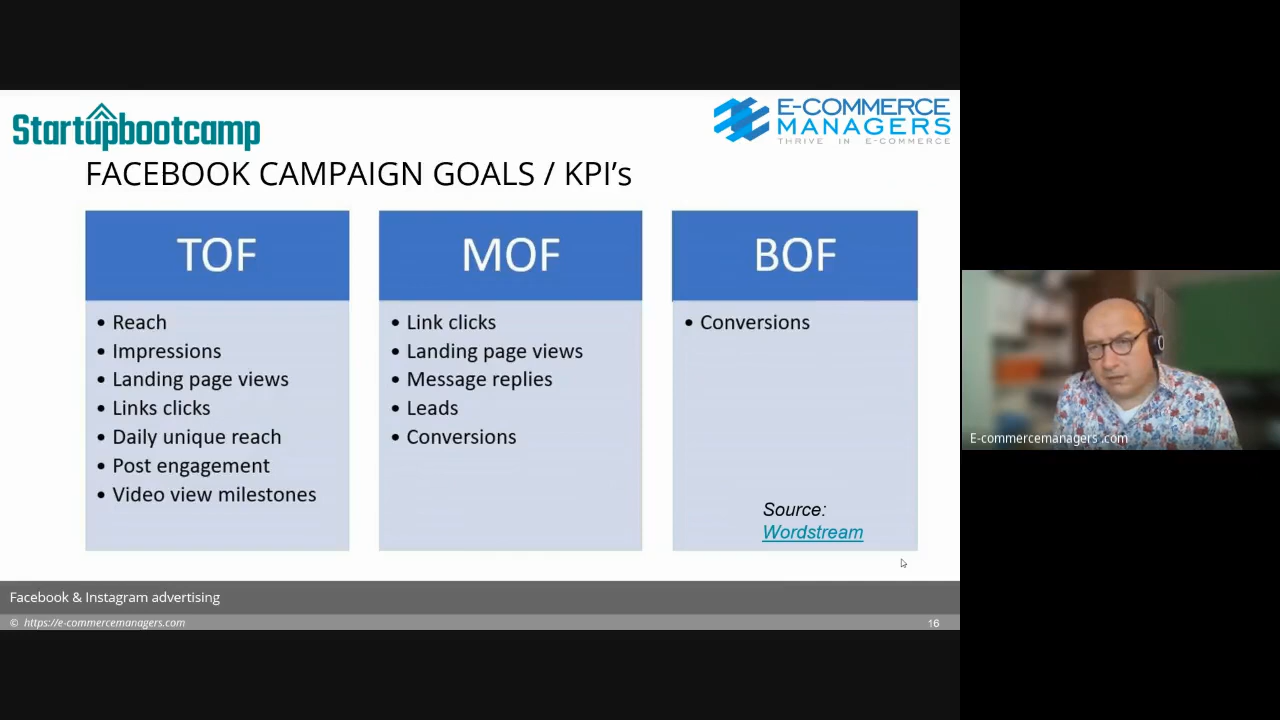 Startupbootcamp
E-COMMERCE
MANAGERS
THRIVE IN E-COMMERCE
FACEBOOK CAMPAIGN GOALS / KPI’s
TOF
• Reach
• Impressions
• Landing page views
• Links clicks
• Daily unique reach
• Post engagement
• Video view milestones
MOF
• Link clicks
• Landing page views
• Message replies
• Leads
• Conversions
BOF
• Conversions
Source:
Wordstream
E-commercemanagers .com
Facebook & Instagram advertising
© https://e-commercemanagers.com
16